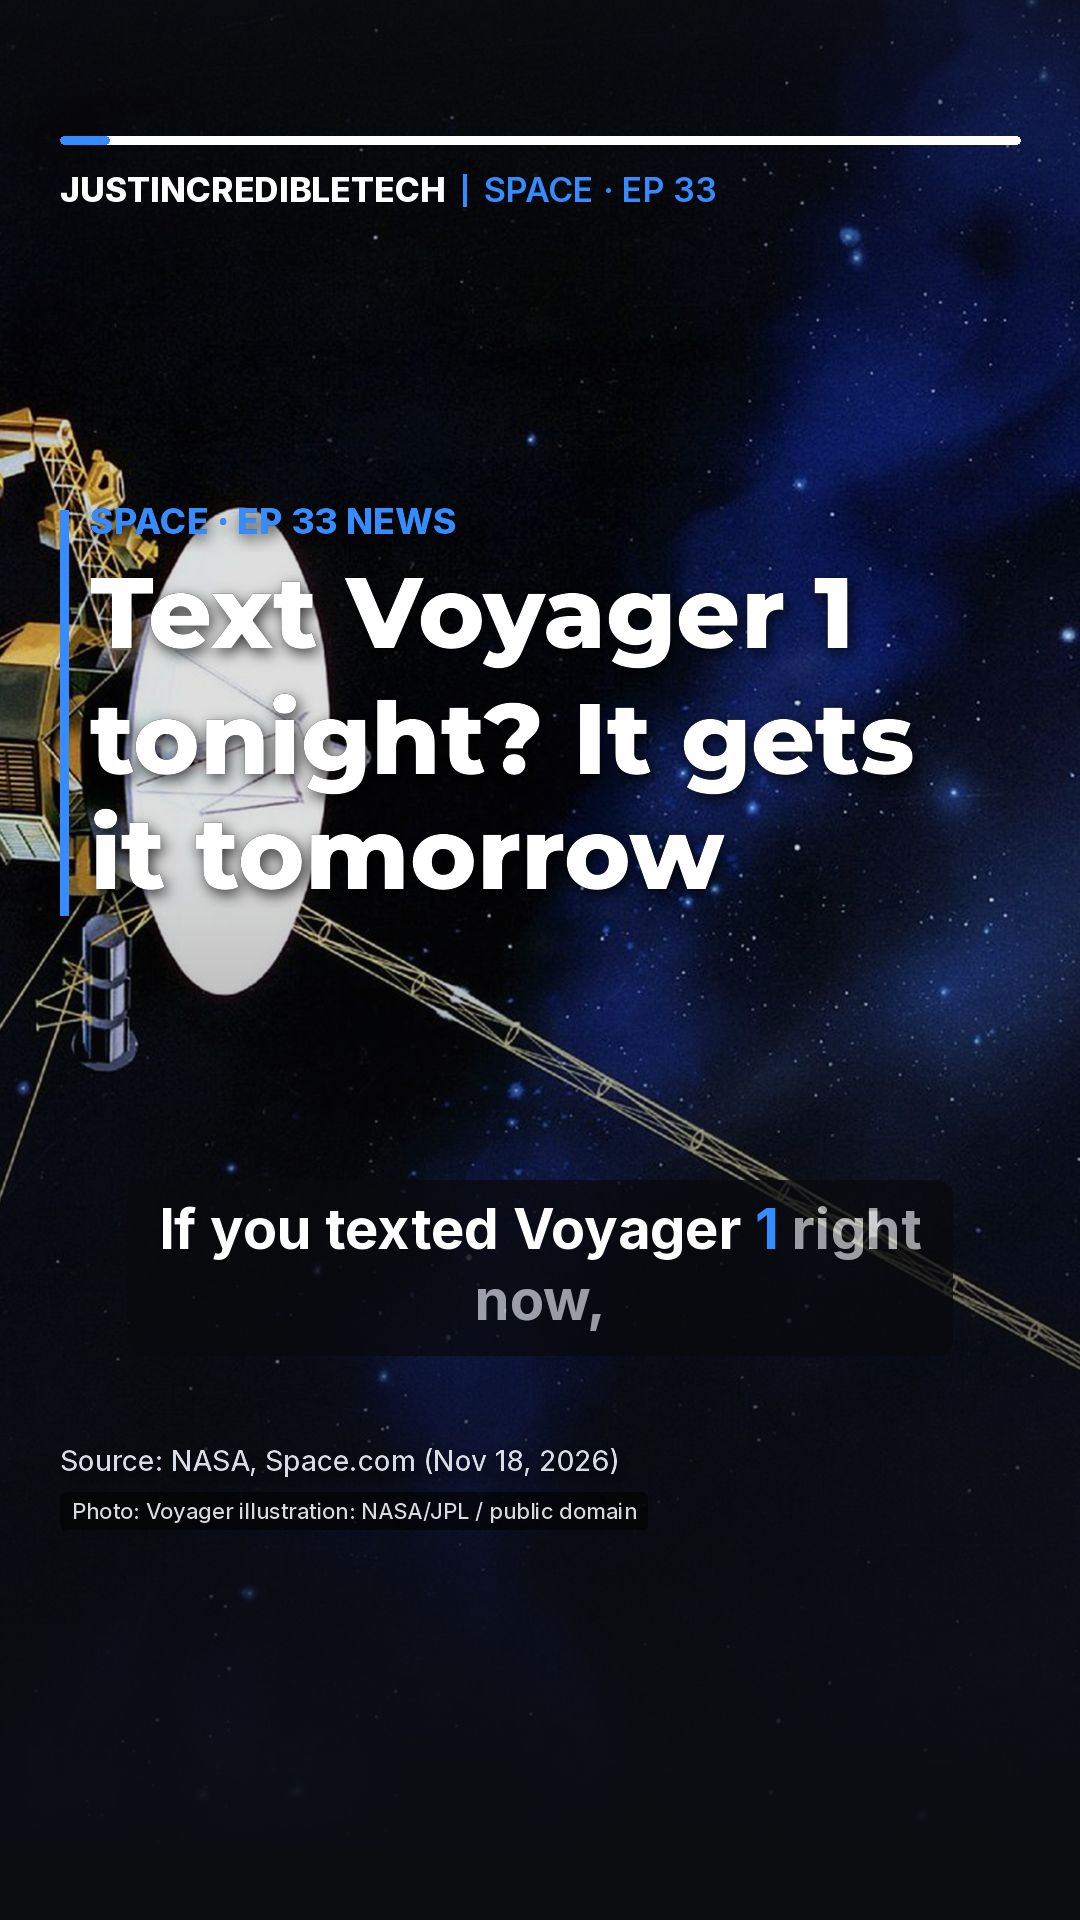 JUSTINCREDIBLETECH | SPACE · EP 33
SPACE · EP 33 NEWS
Text Voyager 1
tonight? It gets
it tomorrow
If you texted Voyager 1 right
now,
Source: NASA, Space.com (Nov 18, 2026)
Photo: Voyager illustration: NASA/JPL / public domain